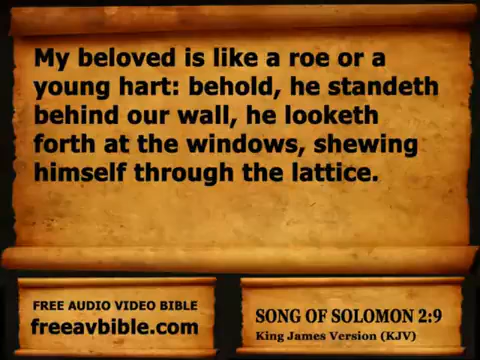 My beloved is like a roe or a
young hart: behold, he standeth
behind our wall, he looketh
forth at the windows, shewing
himself through the lattice.
FREE AUDIO VIDEO BIBLE
freeavbible.com
SONG OF SOLOMON 2:9
King James Version (KJV)